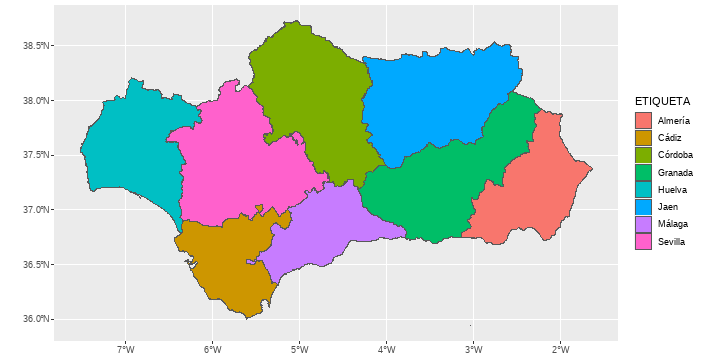 38.5°N
38.0°N
37.5°N
37.0°N
36.5°N
36.0°N
7°W 6°W 5°W 4°W 3°W 2°W
ETIQUETA
Almería
Cádiz
Córdoba
Granada
Huelva
Jaen
Málaga
Sevilla